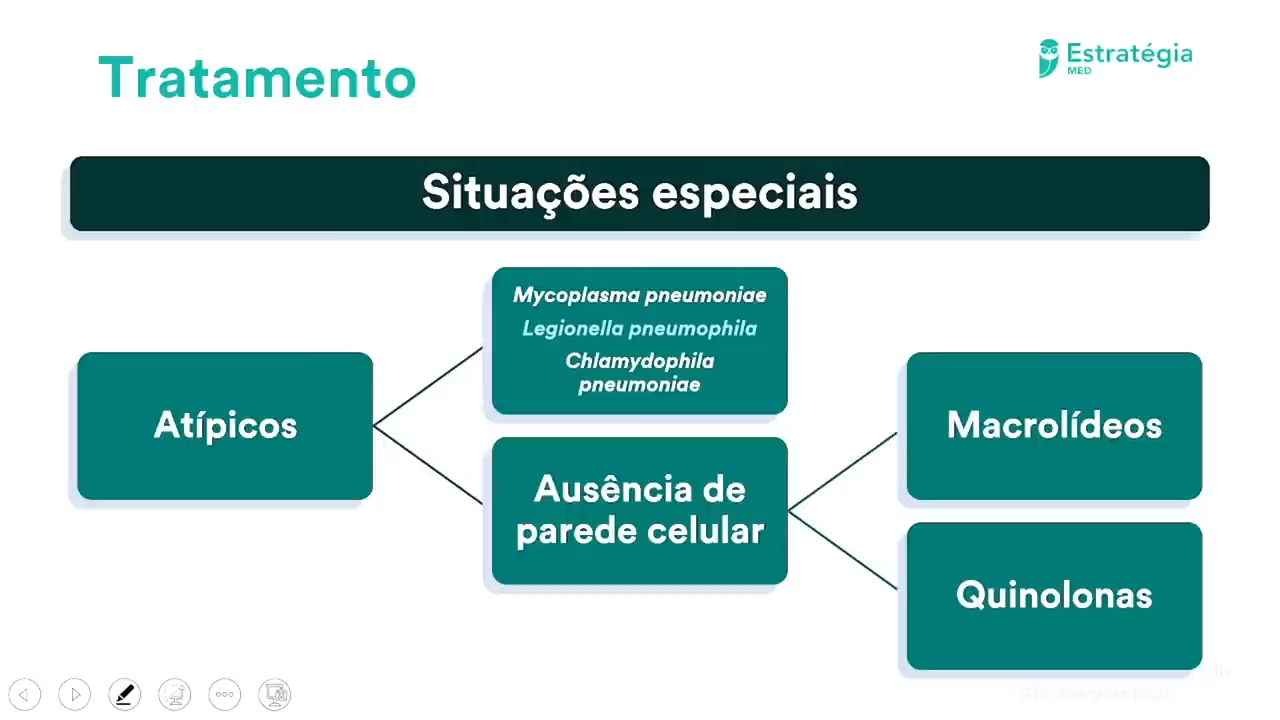 Tratamento
Estratégia
MED
Situações especiais
Atípicos
Mycoplasma pneumoniae
Legionella pneumophila
Chlamydophila
pneumoniae
Ausência de
parede celular
Macrolídeos
Quinolonas